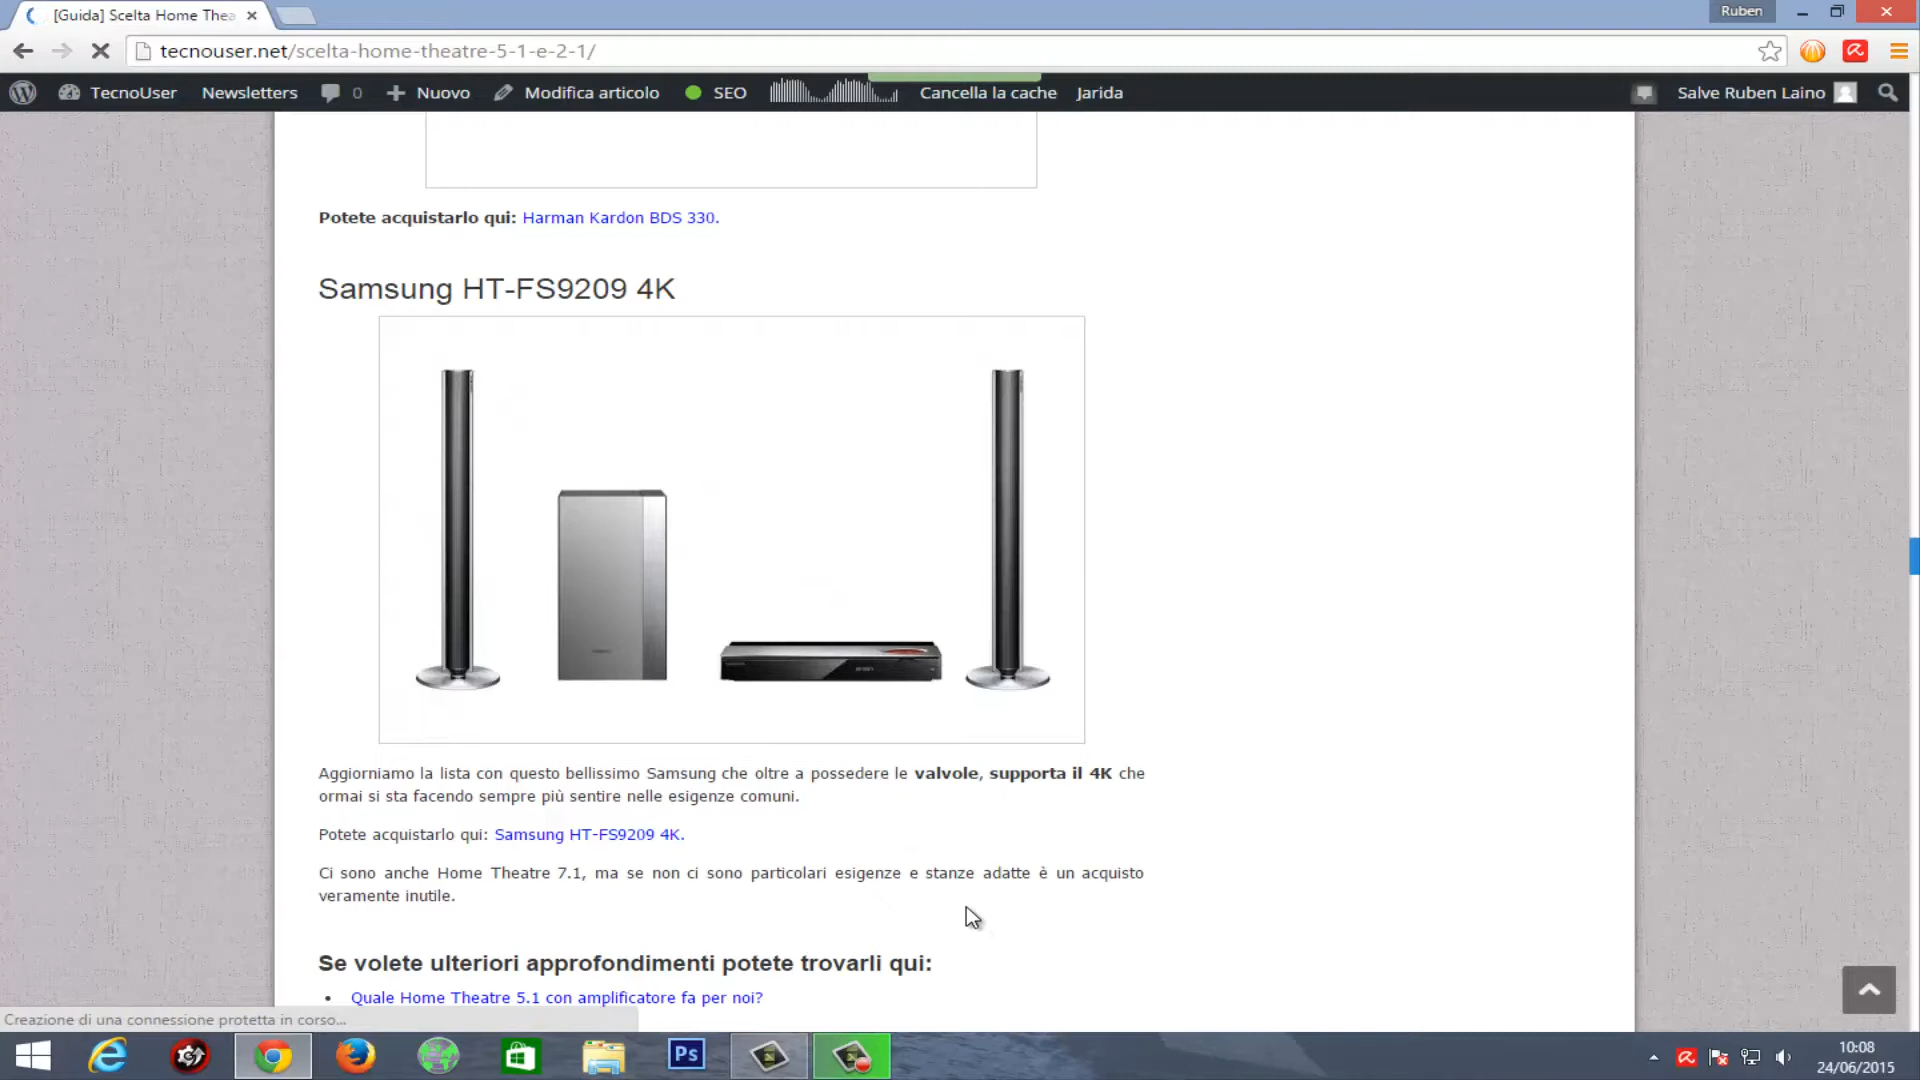 [Guida] Scelta Home Thea
Ruben
tecnouser.net/scelta-home-theatre-5-1-e-2-1/
TecnoUser Newsletters 0 Nuovo Modifica articolo SEO Cancella la cache Jarida Salve Ruben Laino
Potete acquistarlo qui: Harman Kardon BDS 330.
Samsung HT-FS9209 4K
Aggiorniamo la lista con questo bellissimo Samsung che oltre a possedere le valvole, supporta il 4K che
ormai si sta facendo sempre più sentire nelle esigenze comuni.
Potete acquistarlo qui: Samsung HT-FS9209 4K.
Ci sono anche Home Theatre 7.1, ma se non ci sono particolari esigenze e stanze adatte è un acquisto
veramente inutile.
Se volete ulteriori approfondimenti potete trovarli qui:
• Quale Home Theatre 5.1 con amplificatore fa per noi?
Creazione di una connessione protetta in corso...
Ps
10:08
24/06/2015